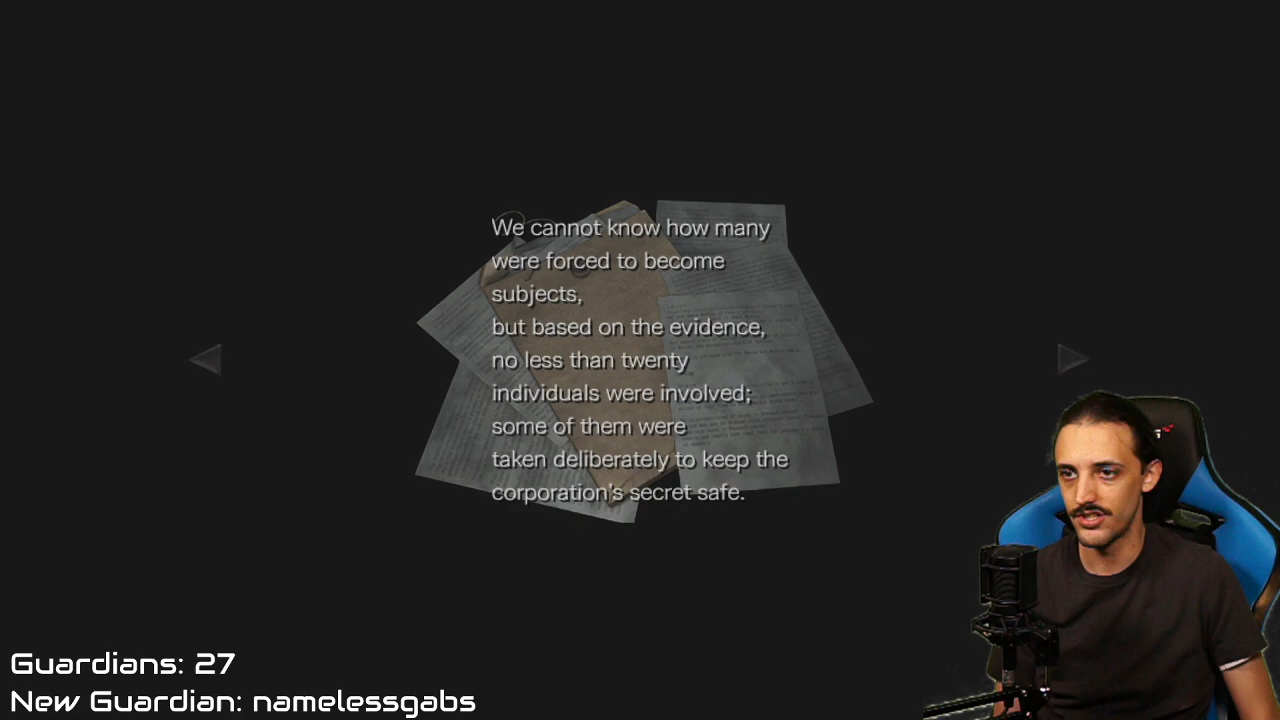 We cannot know how many
were forced to become
subjects,
but based on the evidence,
no less than twenty
individuals were involved;
some of them were
taken deliberately to keep the
corporation's secret safe.
Guardians: 27
New Guardian: namelessgabs